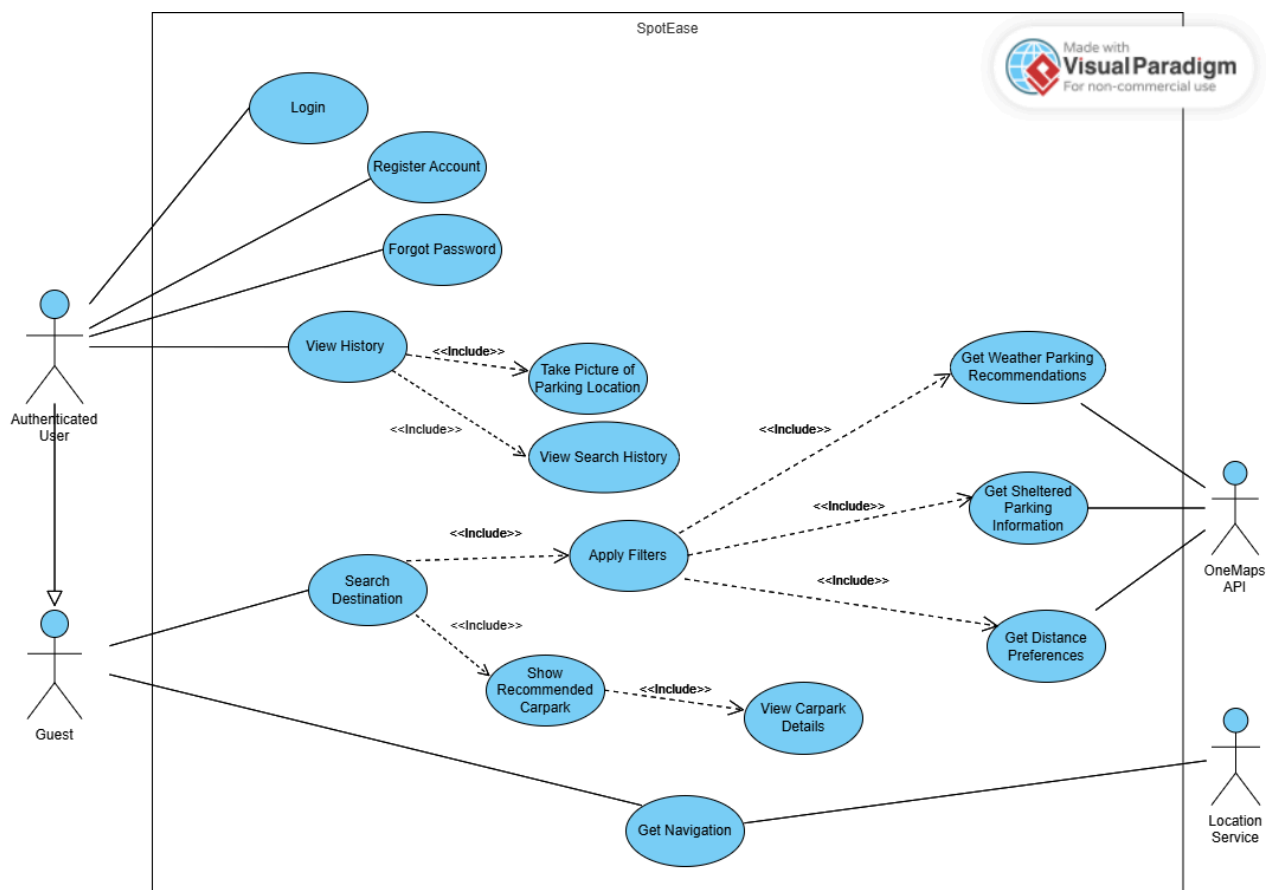 SpotEase
Made with
VisualParadigm
For non-commercial use
Login
Register Account
Forgot Password
View History
<<Include>>
Take Picture of
Parking Location
<<Include>>
View Search History
Authenticated
User
Get Weather Parking
Recommendations
<<Include>>
Get Sheltered
Parking
Information
<<Include>>
<<Include>>
Apply Filters
OneMaps
API
Search
Destination
<<Include>>
<<Include>>
Get Distance
Preferences
Show
Recommended
Carpark
<<Include>>
View Carpark
Details
Guest
Get Navigation
Location
Service